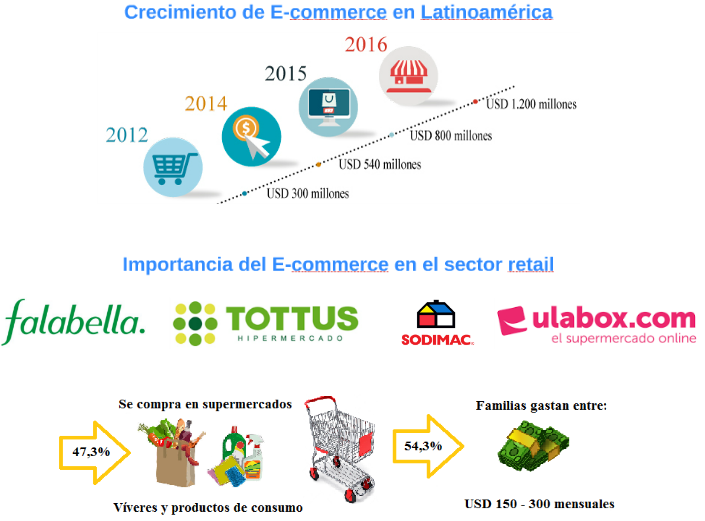 Crecimiento de E-commerce en Latinoamérica
2016
2015
2014
2012
USD 1.200 millones
USD 800 millones
USD 540 millones
USD 300 millones
Importancia del E-commerce en el sector retail
falabella.
TOTTUS
HIPERMERCADO
SODIMAC
ulabox.com
el supermercado online
Se compra en supermercados
Familias gastan entre:
47,3%
54,3%
Víveres y productos de consumo
USD 150 - 300 mensuales